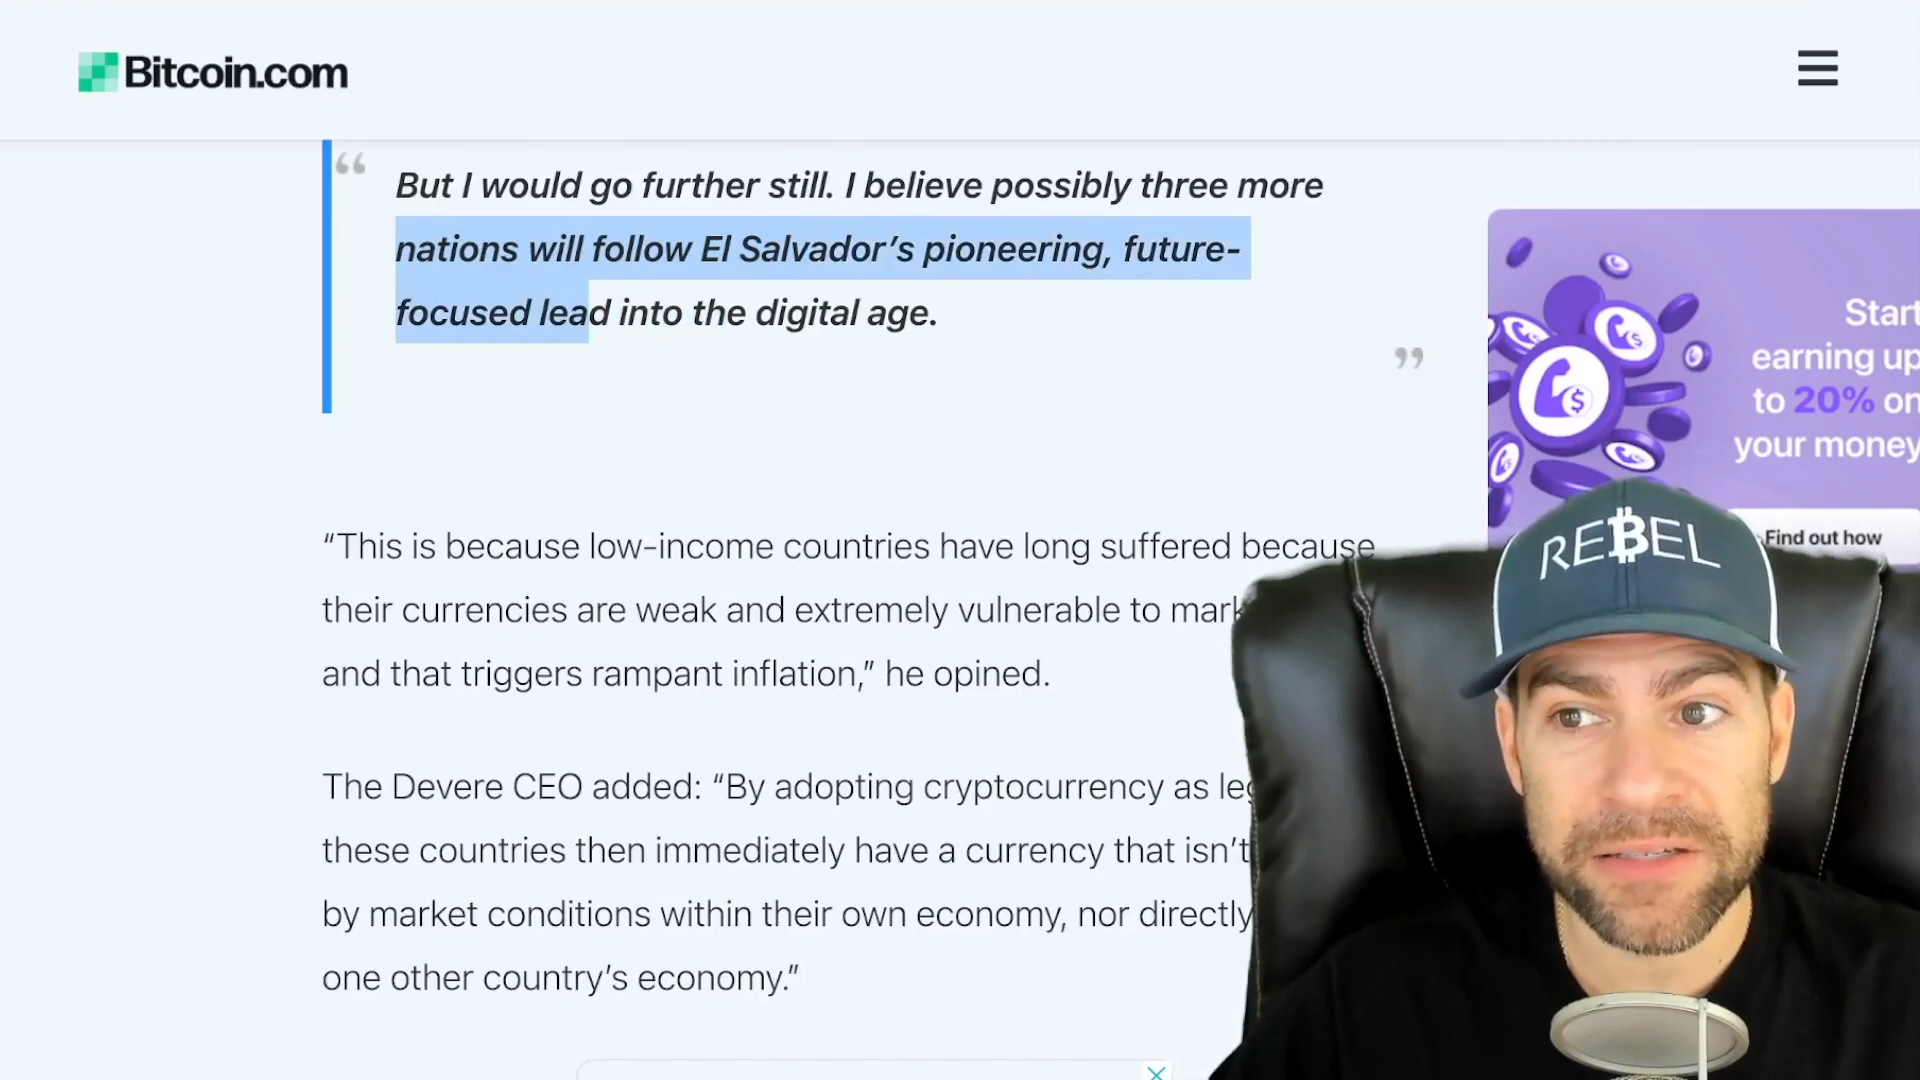 Bitcoin.com
“ But I would go further still. I believe possibly three more
nations will follow El Salvador’s pioneering, future-
focused lead into the digital age.
”
Start
earning up
to 20% on
your money
Find out how
REBEL
“This is because low-income countries have long suffered because
their currencies are weak and extremely vulnerable to
and that triggers rampant inflation,” he opined.
The Devere CEO added: “By adopting cryptocurrency as
these countries then immediately have a currency that isn’t
by market conditions within their own economy, nor directly
one other country’s economy.”